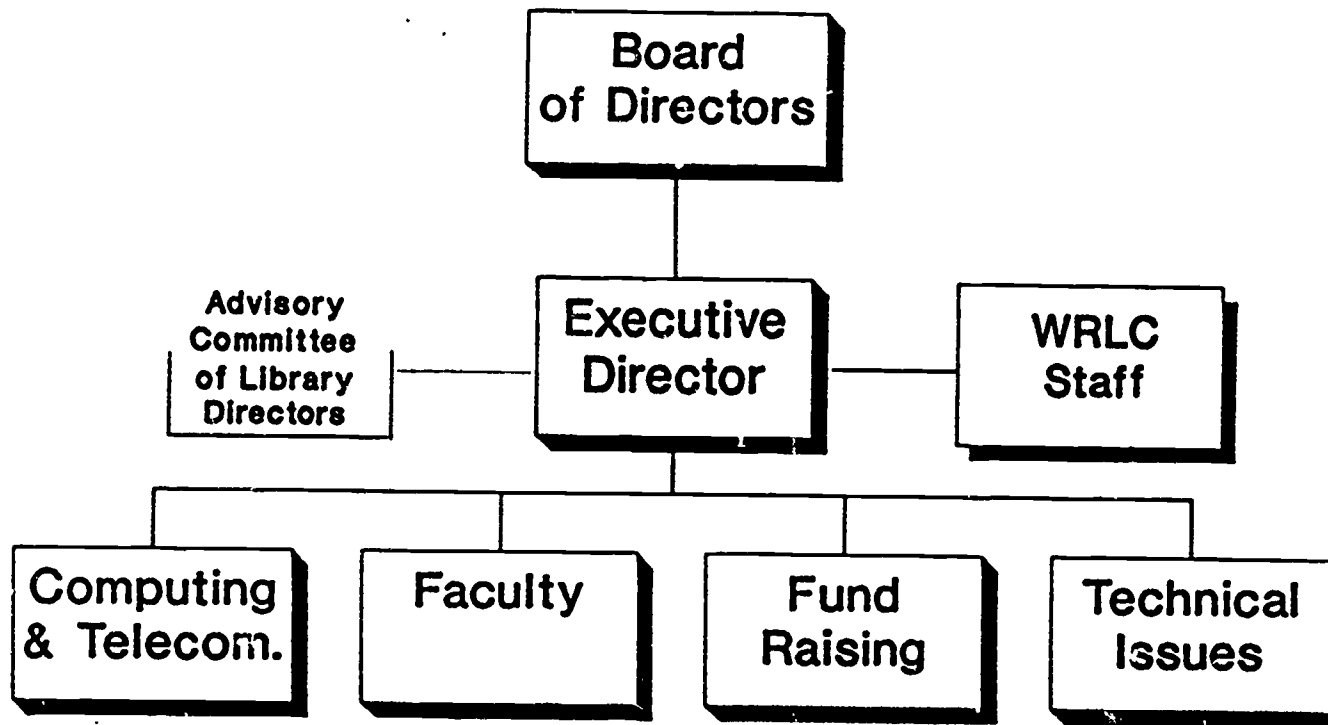 Board
of Directors
Advisory
Committee
of Library
Directors
Executive
Director
WRLC
Staff
Computing
& Telecom.
Faculty
Fund
Raising
Technical
Issues